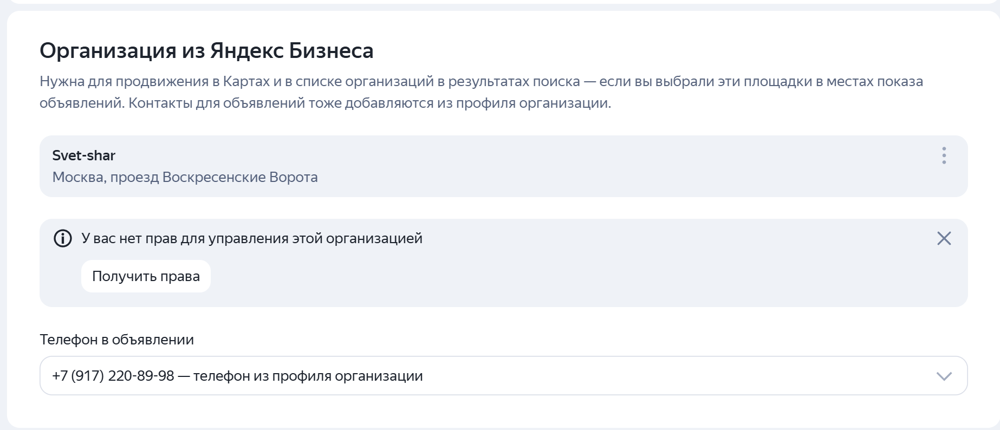 Организация из Яндекс Бизнеса
Нужна для продвижения в Картах и в списке организаций в результатах поиска — если вы выбрали эти площадки в местах показа
объявлений. Контакты для объявлений тоже добавляются из профиля организации.
Svet-shar
Москва, проезд Воскресенские Ворота
У вас нет прав для управления этой организацией
Получить права
Телефон в объявлении
+7 (917) 220-89-98 — телефон из профиля организации